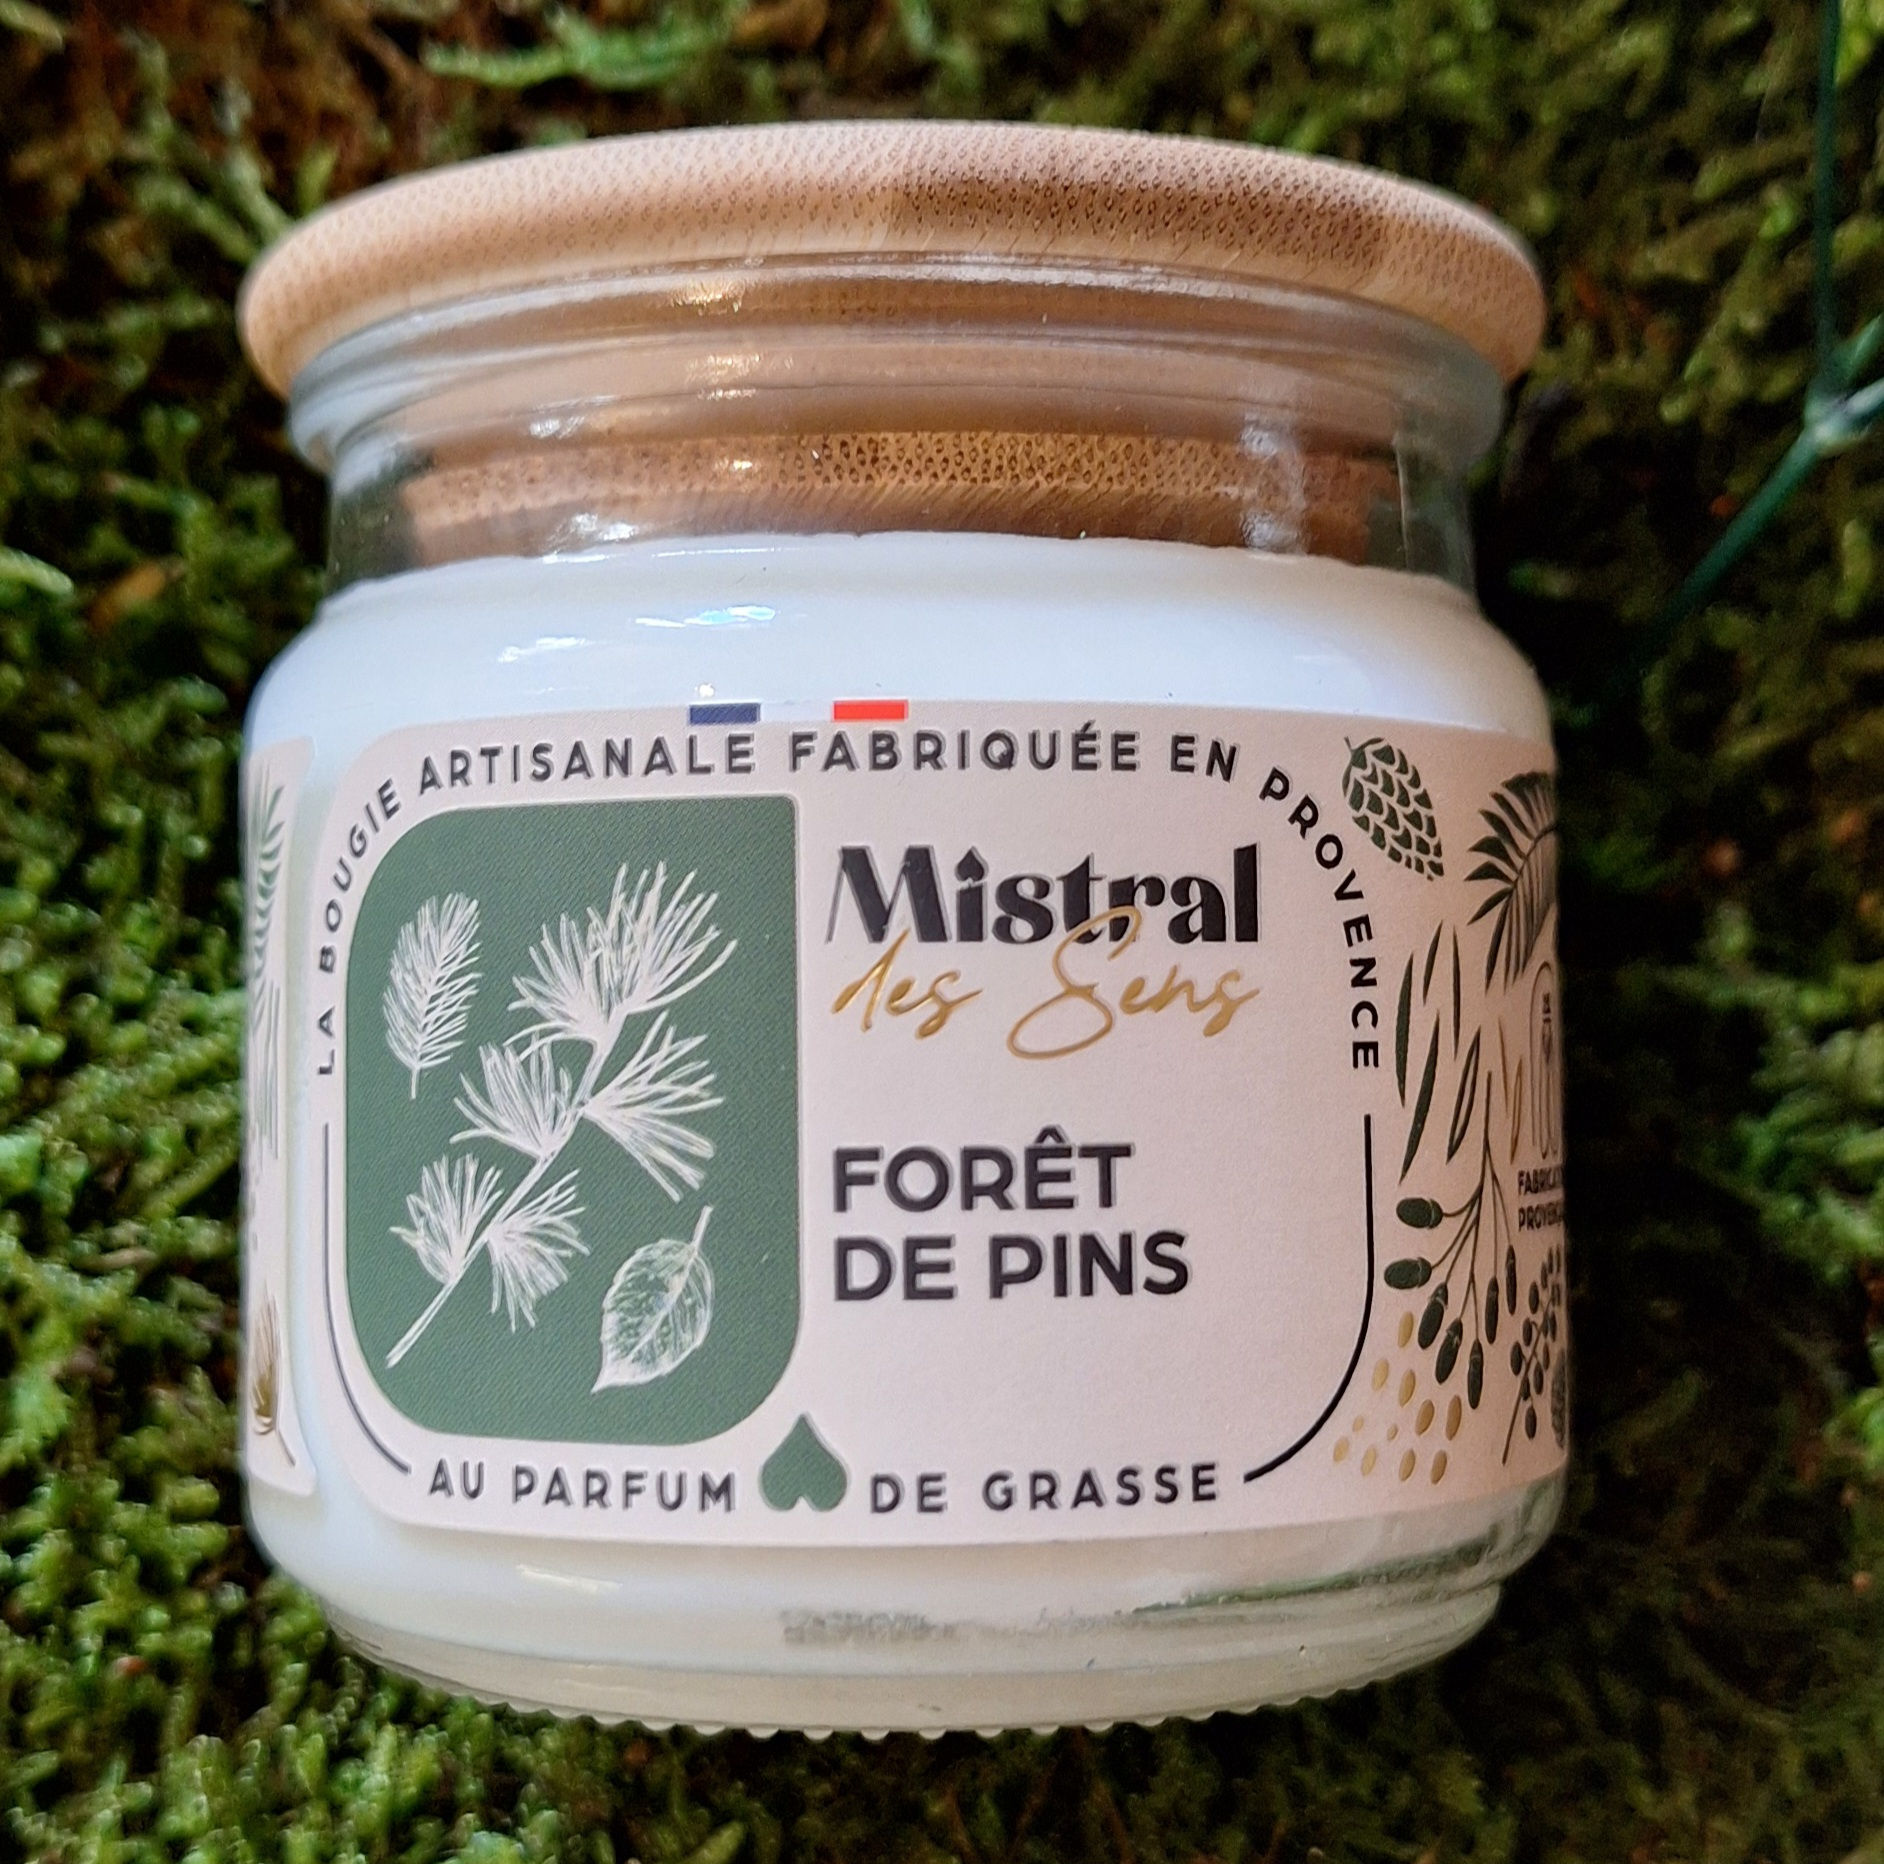 LA BOUGIE ARTISANALE FABRIQUÉE EN PROVENCE
Mistral
des Sens
FORÊT
DE PINS
AU PARFUM DE GRASSE